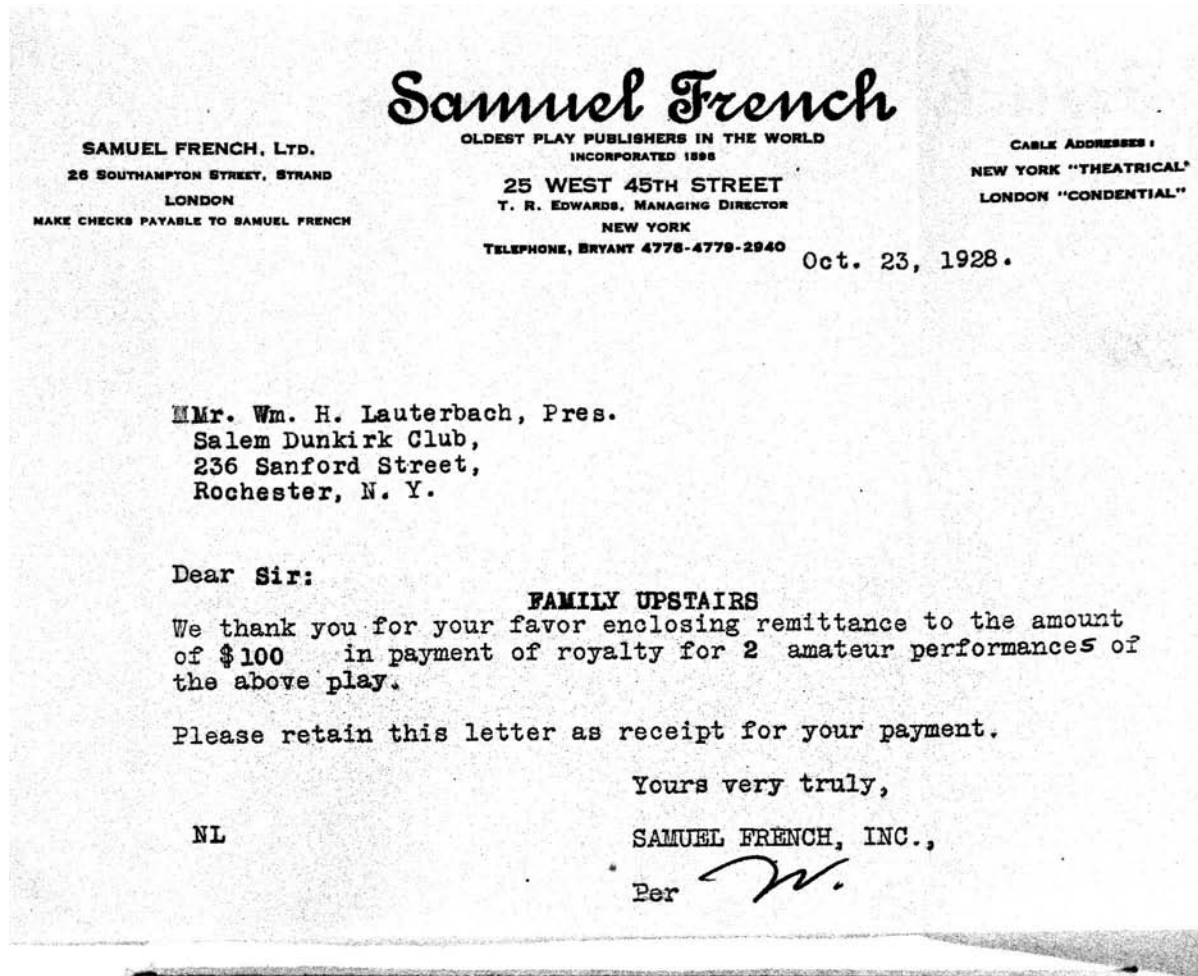 Samuel French
OLDEST PLAY PUBLISHERS IN THE WORLD
INCORPORATED 1898
25 WEST 45TH STREET
T. R. EDWARDS, MANAGING DIRECTOR
NEW YORK
TELEPHONE, BRYANT 4778-4779-2940
SAMUEL FRENCH, LTD.
26 SOUTHAMPTON STREET, STRAND
LONDON
MAKE CHECKS PAYABLE TO SAMUEL FRENCH
CABLE ADDRESSES:
NEW YORK "THEATRICAL"
LONDON "CONDENTIAL"
Oct. 23, 1928.
MMr. Wm. H. Lauterbach, Pres.
Salem Dunkirk Club,
236 Sanford Street,
Rochester, N. Y.
Dear Sir:
FAMILY UPSTAIRS
We thank you for your favor enclosing remittance to the amount
of $100 in payment of royalty for 2 amateur performances of
the above play.
Please retain this letter as receipt for your payment.
Yours very truly,
NL SAMUEL FRENCH, INC.,
Per